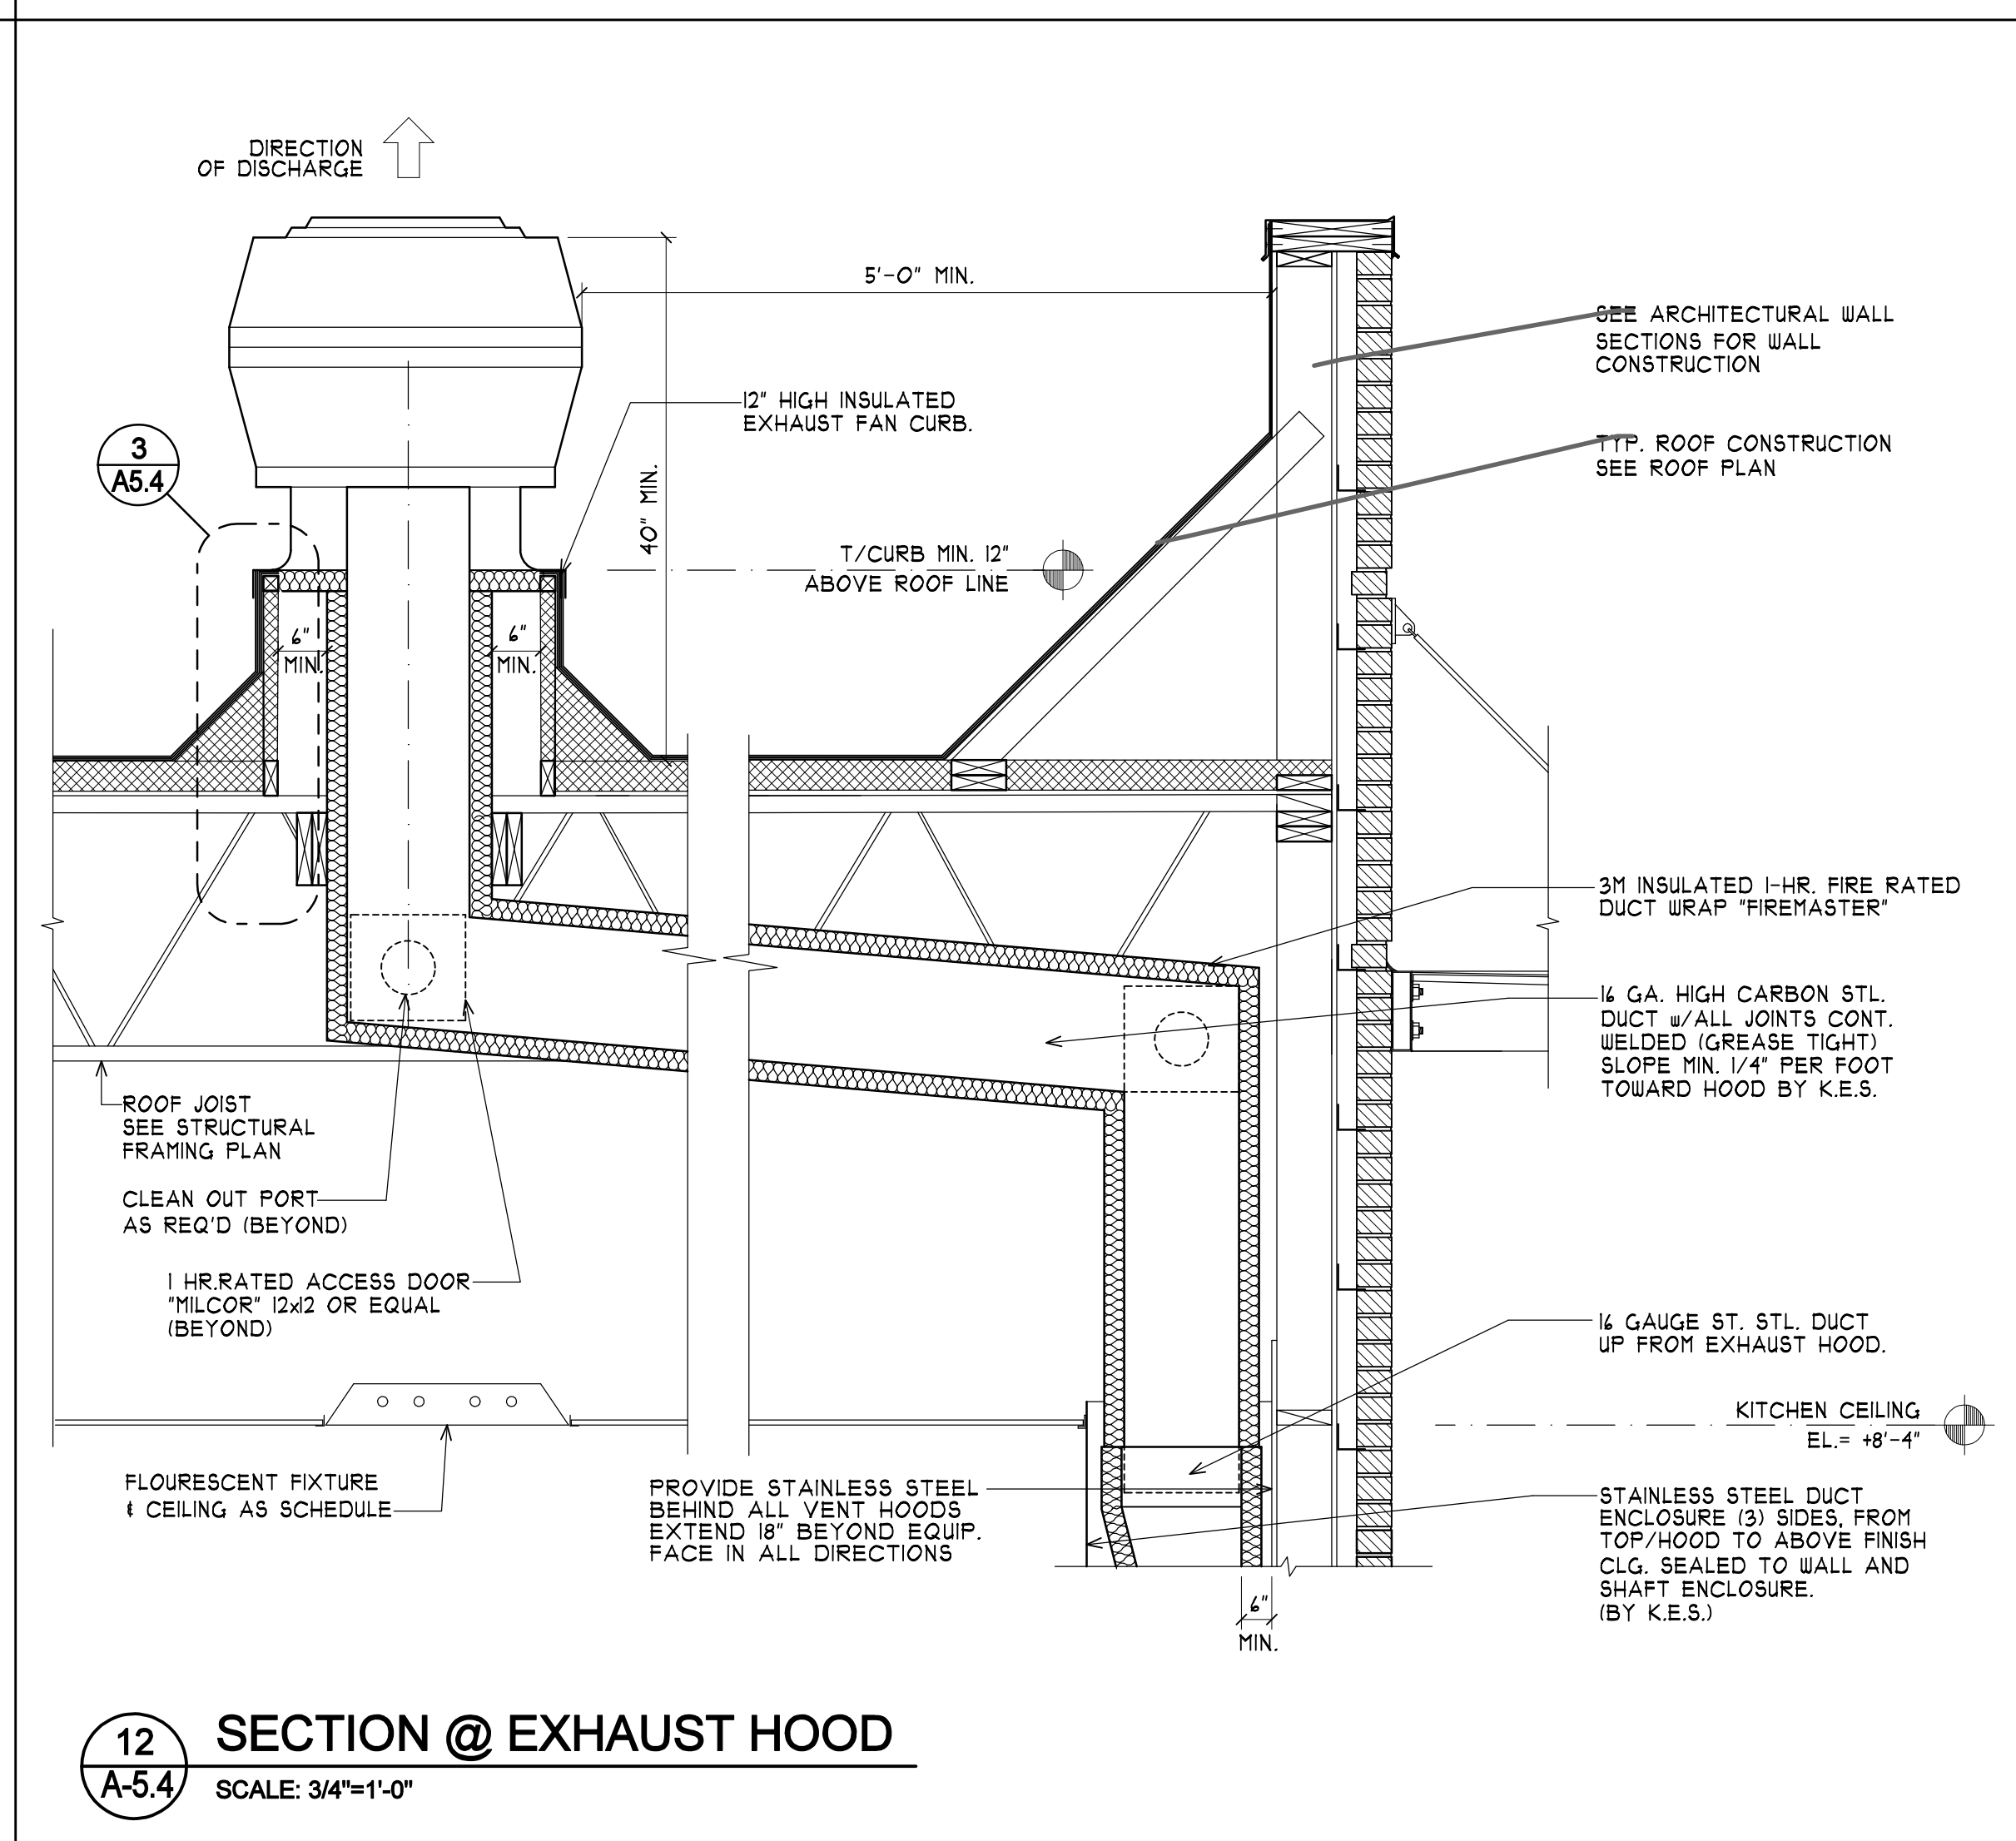 DIRECTION
OF DISCHARGE
5'-0" MIN.
SEE ARCHITECTURAL WALL
SECTIONS FOR WALL
CONSTRUCTION
12" HIGH INSULATED
EXHAUST FAN CURB.
3
A5.4
TYP. ROOF CONSTRUCTION
SEE ROOF PLAN
40" MIN.
T/CURB MIN. 12"
ABOVE ROOF LINE
6"
MIN.
6"
MIN.
3M INSULATED 1-HR. FIRE RATED
DUCT WRAP "FIREMASTER"
16 GA. HIGH CARBON STL.
DUCT w/ALL JOINTS CONT.
WELDED (GREASE TIGHT)
SLOPE MIN. 1/4" PER FOOT
TOWARD HOOD BY K.E.S.
ROOF JOIST
SEE STRUCTURAL
FRAMING PLAN
CLEAN OUT PORT
AS REQ'D (BEYOND)
1 HR.RATED ACCESS DOOR
"MILCOR" 12x12 OR EQUAL
(BEYOND)
16 GAUGE ST. STL. DUCT
UP FROM EXHAUST HOOD.
KITCHEN CEILING
EL.= +8'-4"
FLOURESCENT FIXTURE
& CEILING AS SCHEDULE
PROVIDE STAINLESS STEEL
BEHIND ALL VENT HOODS
EXTEND 18" BEYOND EQUIP.
FACE IN ALL DIRECTIONS
STAINLESS STEEL DUCT
ENCLOSURE (3) SIDES, FROM
TOP/HOOD TO ABOVE FINISH
CLG. SEALED TO WALL AND
SHAFT ENCLOSURE.
(BY K.E.S.)
6"
MIN.
12
A-5.4
SECTION @ EXHAUST HOOD
SCALE: 3/4"=1'-0"